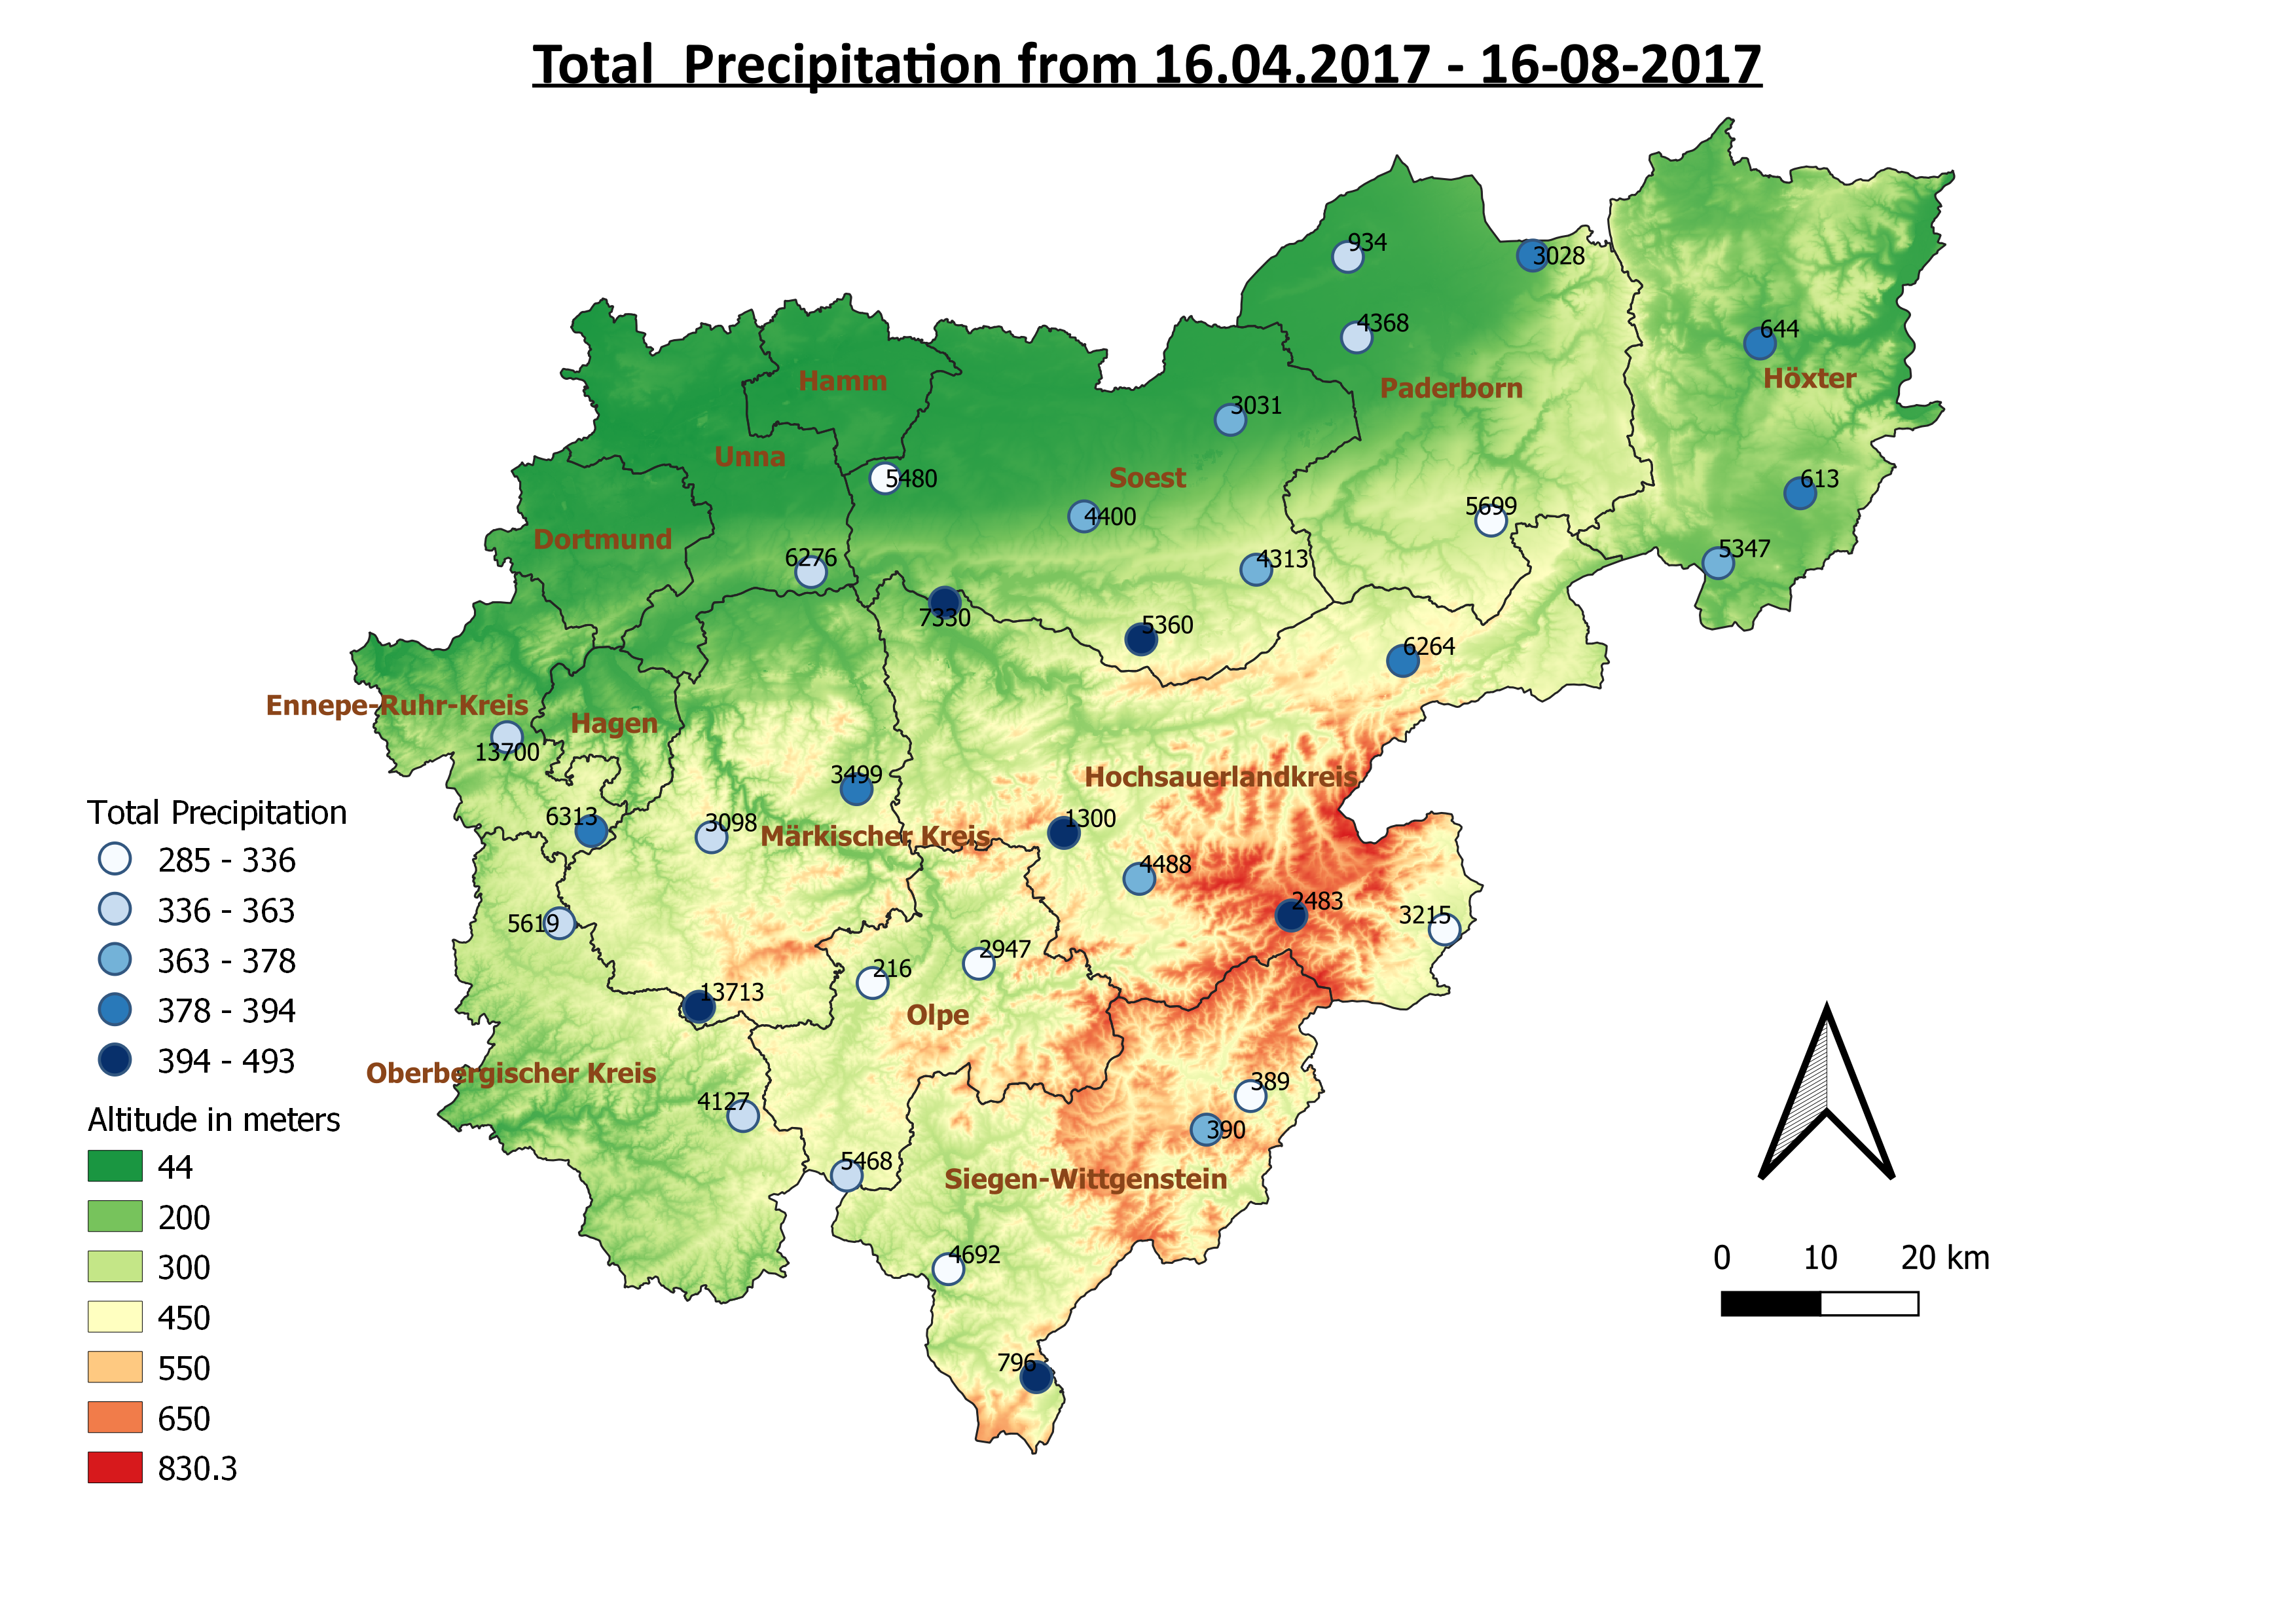 Total  Precipitation from 16.04.2017 - 16-08-2017
934
3028
4368
644
Hamm
Paderborn
Höxter
3031
Unna
5480
Soest
613
4400
5699
Dortmund
6276
4313
5347
7330
5360
6264
Ennepe-Ruhr-Kreis
Hagen
13700
3499
Hochsauerlandkreis
6313
3098
Märkischer Kreis
1300
4488
2483
3215
5619
2947
216
13713
Olpe
Oberbergischer Kreis
4127
389
390
5468
Siegen-Wittgenstein
4692
796
Total Precipitation
285 - 336
336 - 363
363 - 378
378 - 394
394 - 493
Altitude in meters
44
200
300
450
550
650
830.3
0 10 20 km